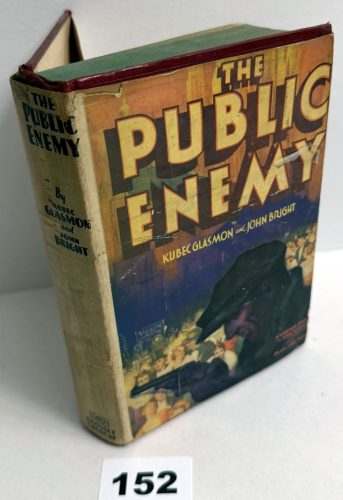 THE
PUBLIC
ENEMY
By
KUBEC
GLASMON
and
JOHN
BRIGHT
THE
PUBLIC
ENEMY
KUBEC GLASMON and JOHN BRIGHT
152